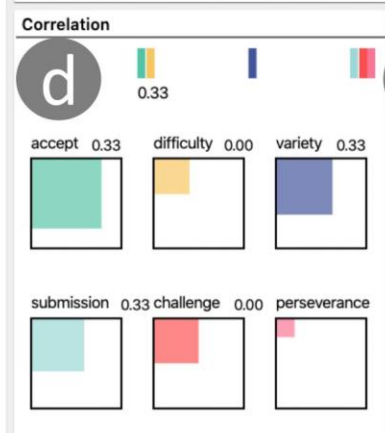 Correlation
d
0.33
accept 0.33 difficulty 0.00 variety 0.33
submission 0.33 challenge 0.00 perseverance